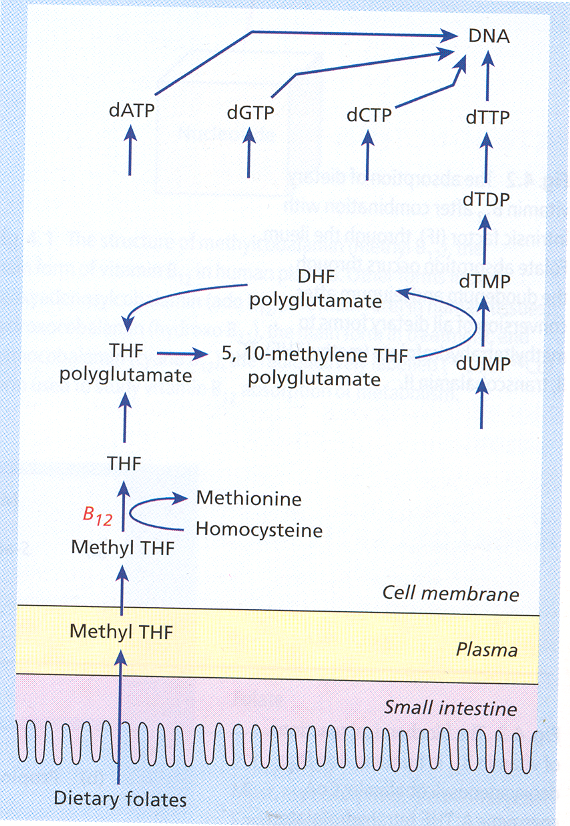 DNA
dATP
dGTP
dCTP
dTTP
dTDP
DHF
polyglutamate
dTMP
THF
polyglutamate
5, 10-methylene THF
polyglutamate
dUMP
THF
B12
Methionine
Homocysteine
Methyl THF
Cell membrane
Methyl THF
Plasma
Small intestine
Dietary folates